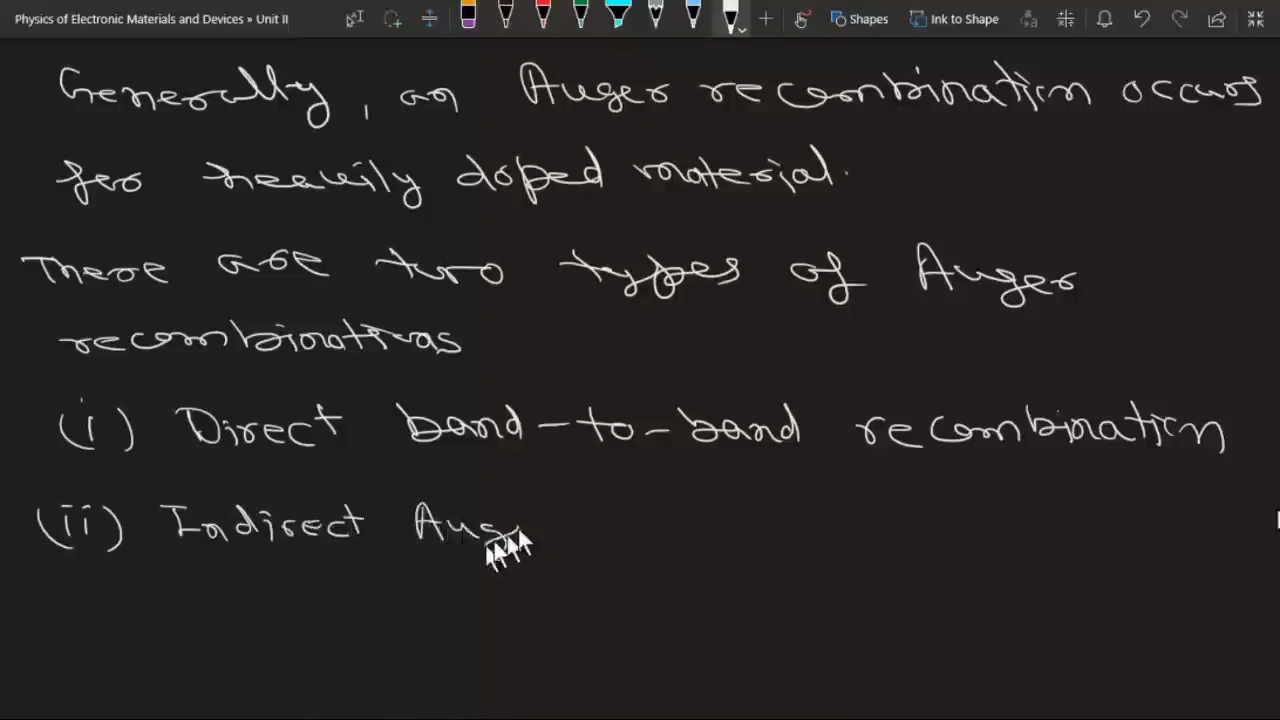 Physics of Electronic Materials and Devices » Unit II
Shapes
Ink to Shape
Generally, an Auger recombination occurs
for heavily doped material.
There are two types of Auger
recombinations
(i) Direct band-to-band recombination
(ii) Indirect Aug